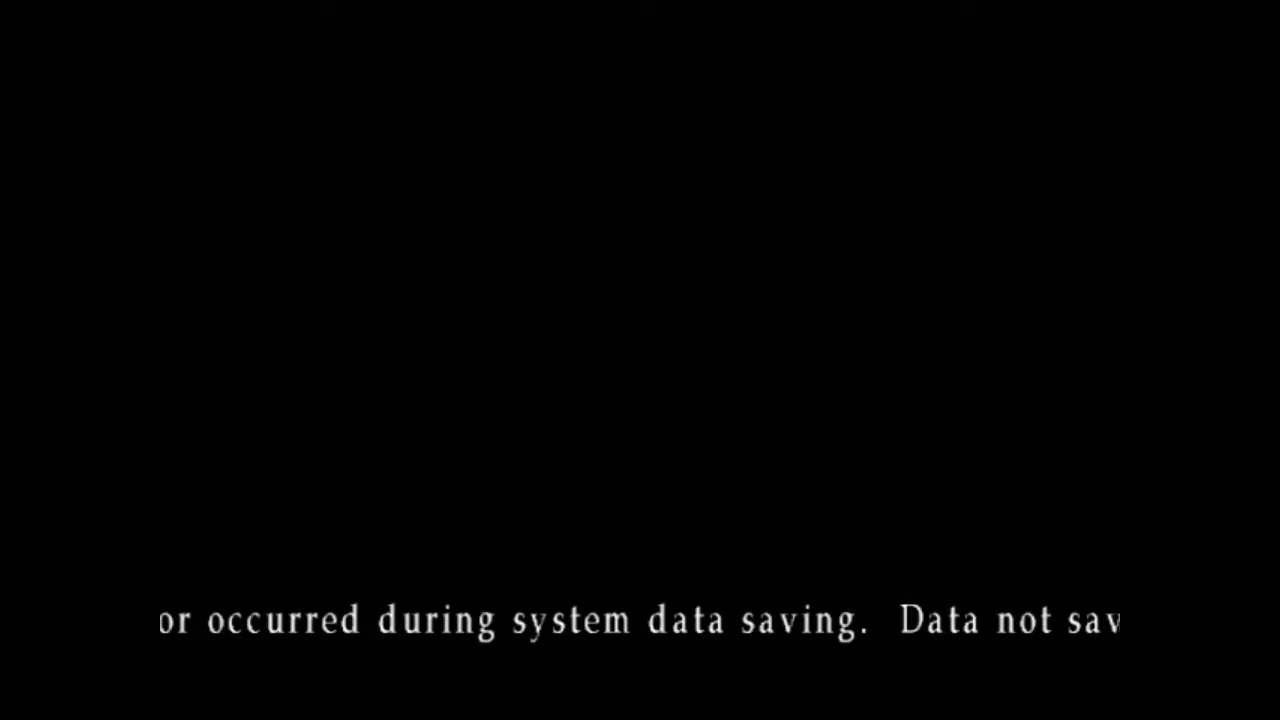 or occurred during system data saving. Data not sav